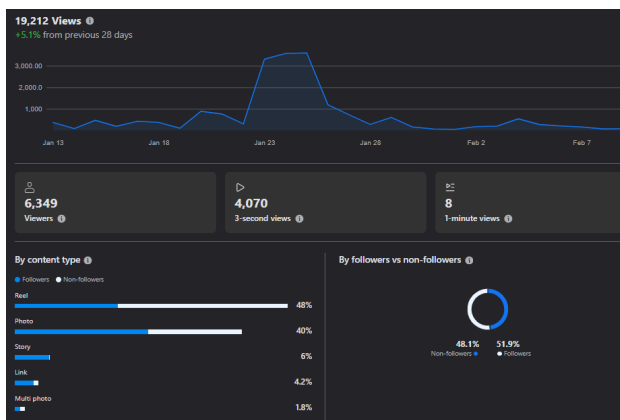 19,212 Views
+5.1% from previous 28 days
3,000.00
2,000.0
1,000
Jan 13 Jan 18 Jan 23 Jan 28 Feb 2 Feb 7
6,349
Viewers
4,070
3-second views
8
1-minute views
By content type
Followers Non-followers
Reel
48%
Photo
40%
Story
6%
Link
4.2%
Multi photo
1.8%
By followers vs non-followers
48.1% 51.9%
Non-followers Followers